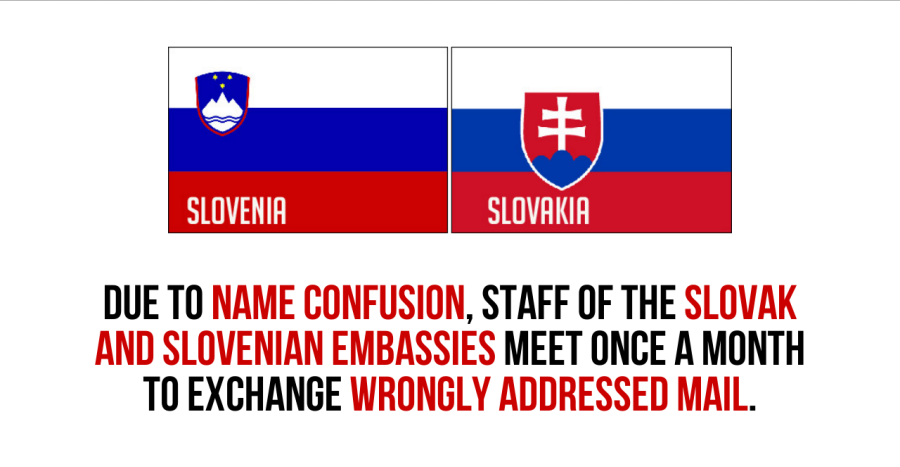 SLOVENIA
SLOVAKIA
DUE TO NAME CONFUSION, STAFF OF THE SLOVAK
AND SLOVENIAN EMBASSIES MEET ONCE A MONTH
TO EXCHANGE WRONGLY ADDRESSED MAIL.